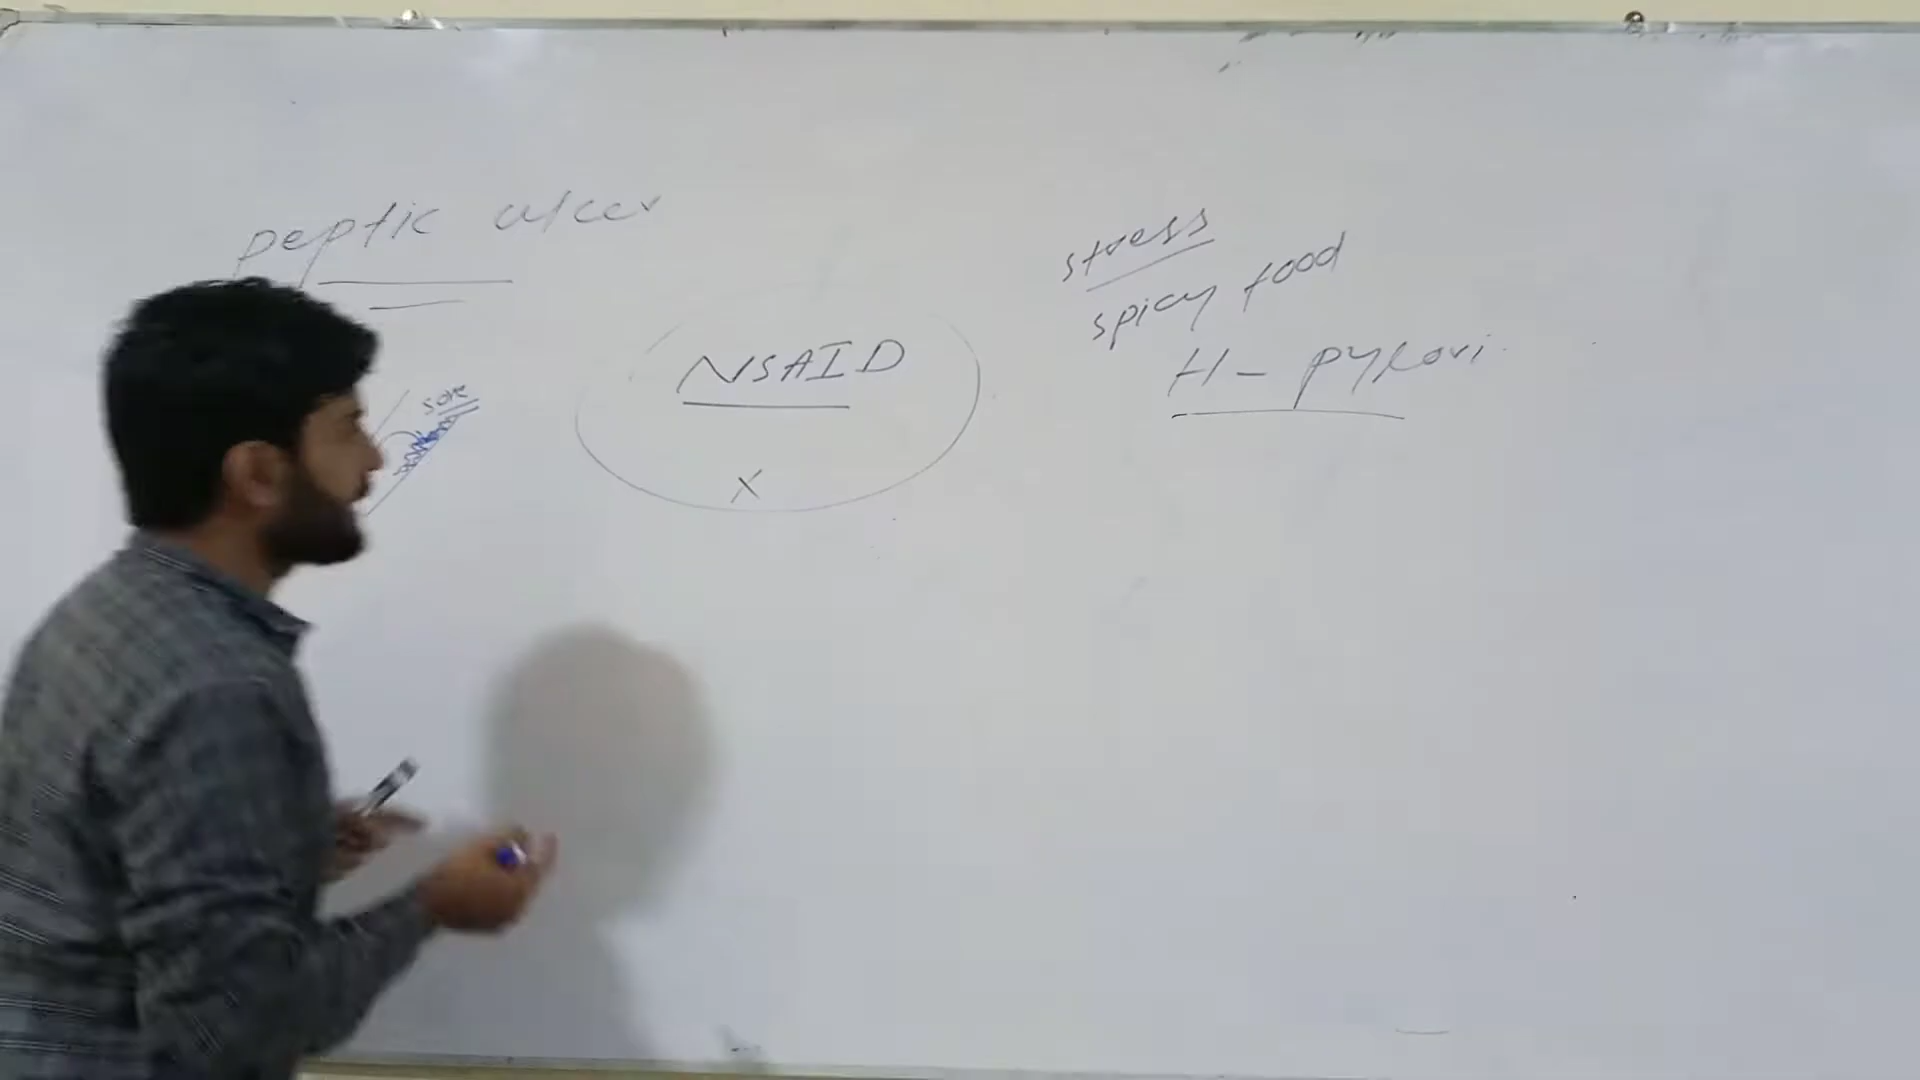 peptic ulcer
sore
NSAID
x
stress
spicy food
H- pylori